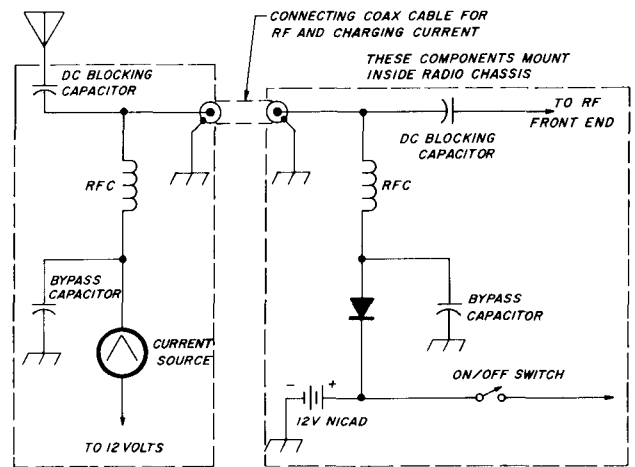 CONNECTING COAX CABLE FOR
RF AND CHARGING CURRENT
THESE COMPONENTS MOUNT
INSIDE RADIO CHASSIS
DC BLOCKING
CAPACITOR
TO RF
FRONT END
DC BLOCKING
CAPACITOR
RFC
RFC
BYPASS
CAPACITOR
BYPASS
CAPACITOR
CURRENT
SOURCE
ON/OFF SWITCH
- +
12V NICAD
TO 12 VOLTS